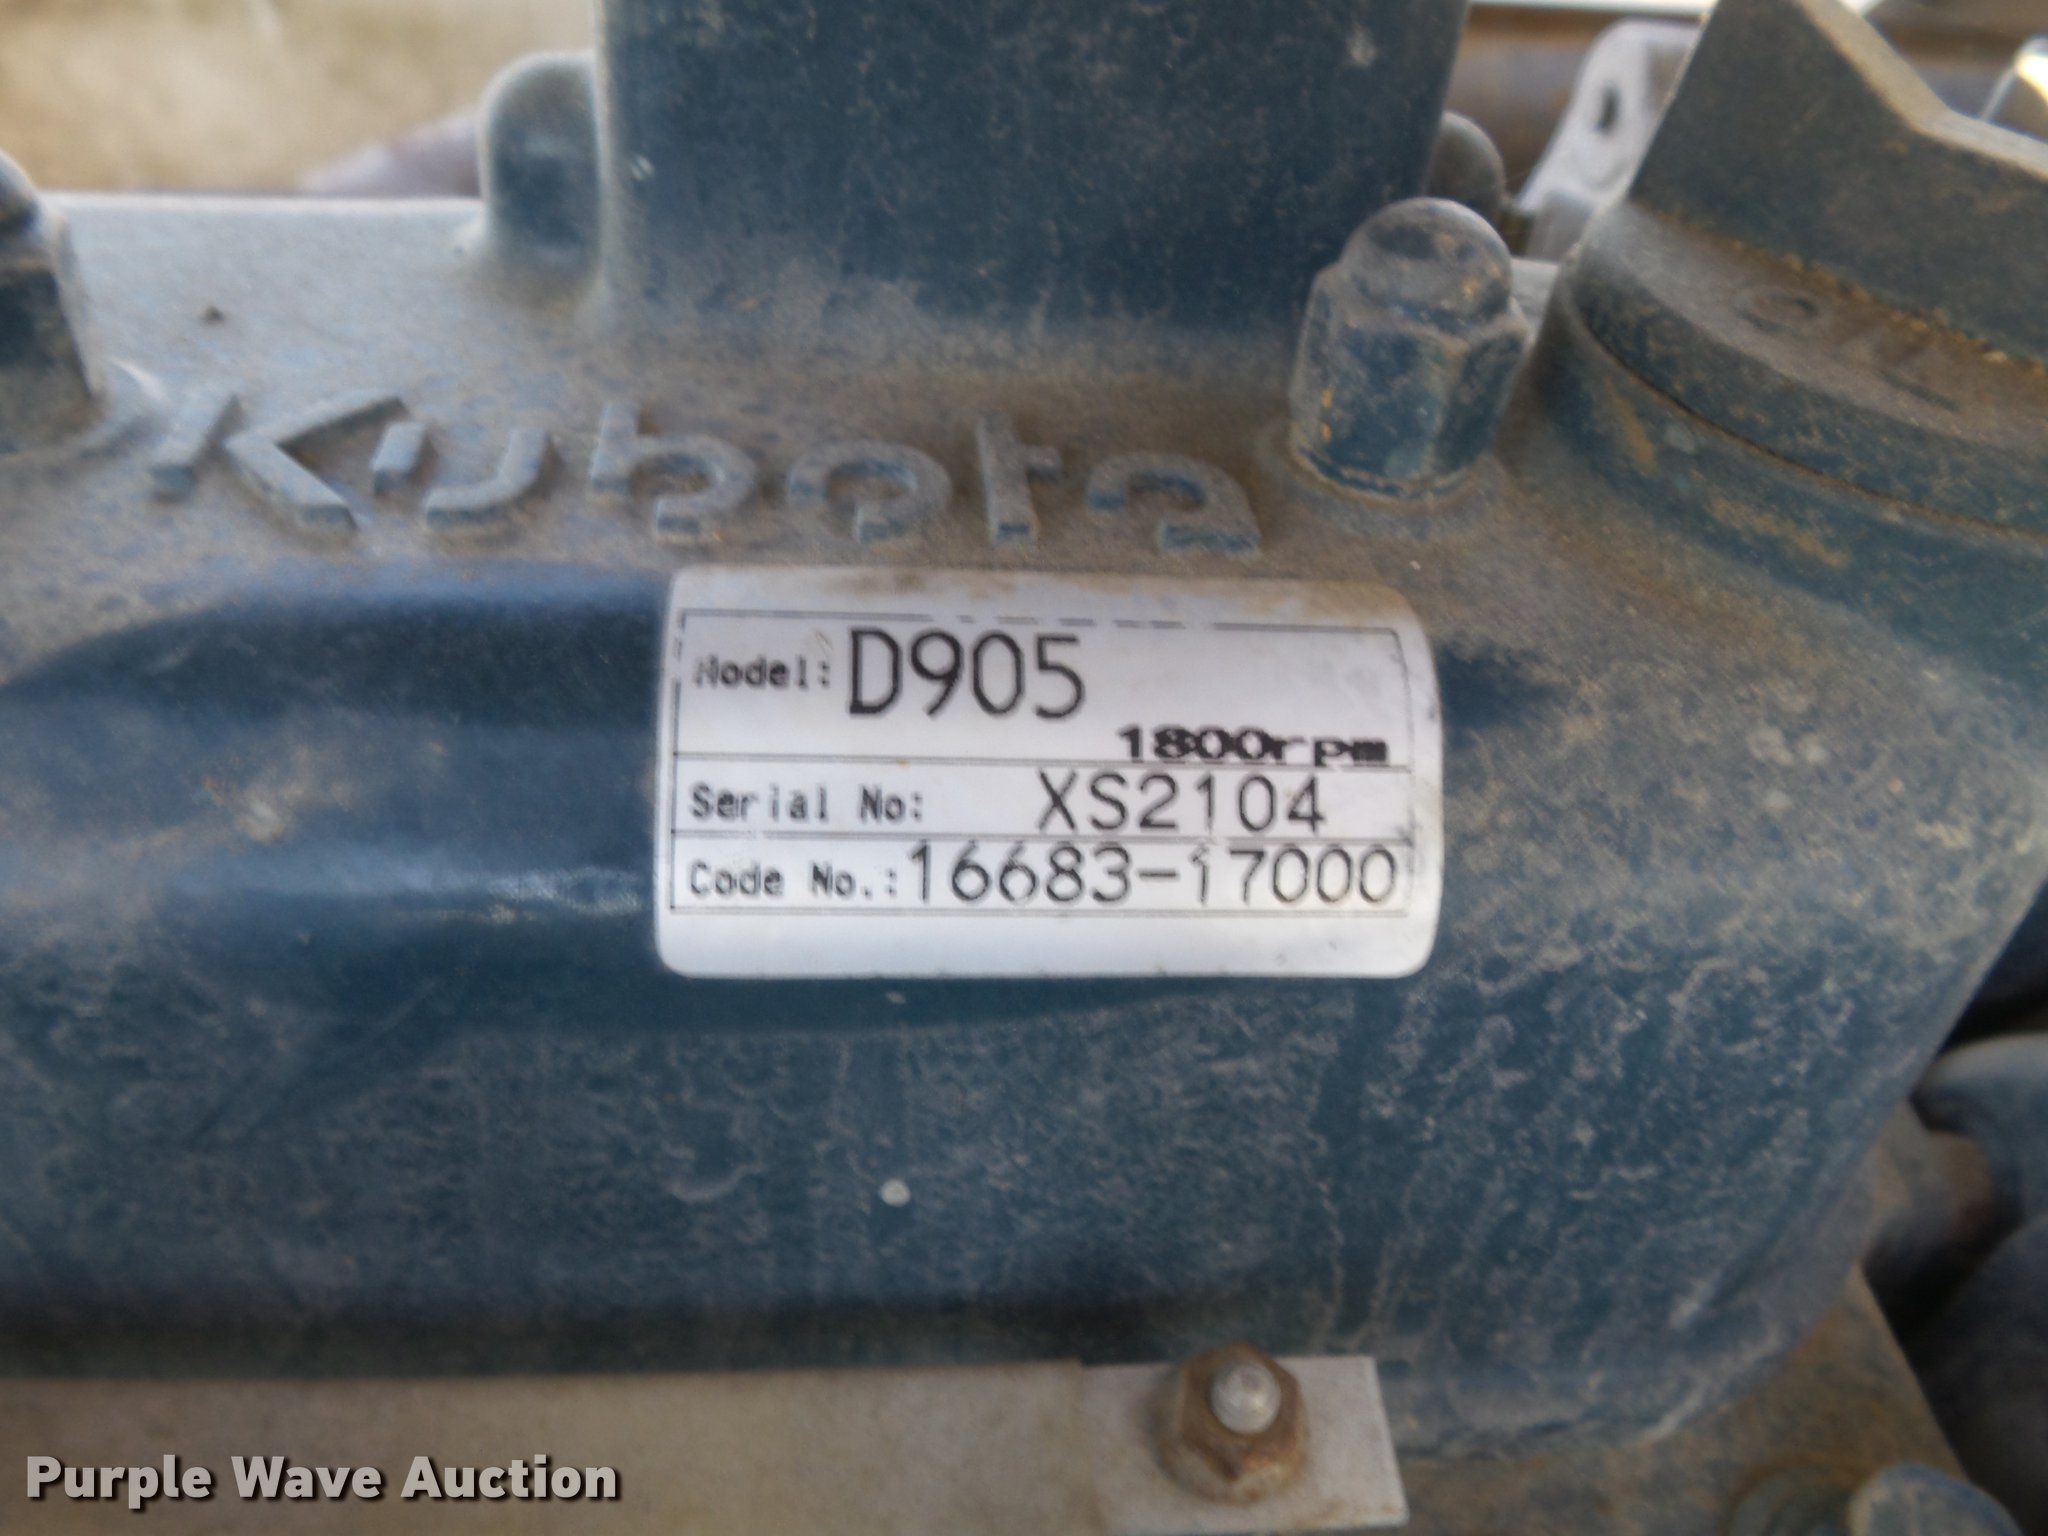 Kubota
Model: D905
1800rpm
Serial No: XS2104
Code No.: 16683-17000
Purple Wave Auction